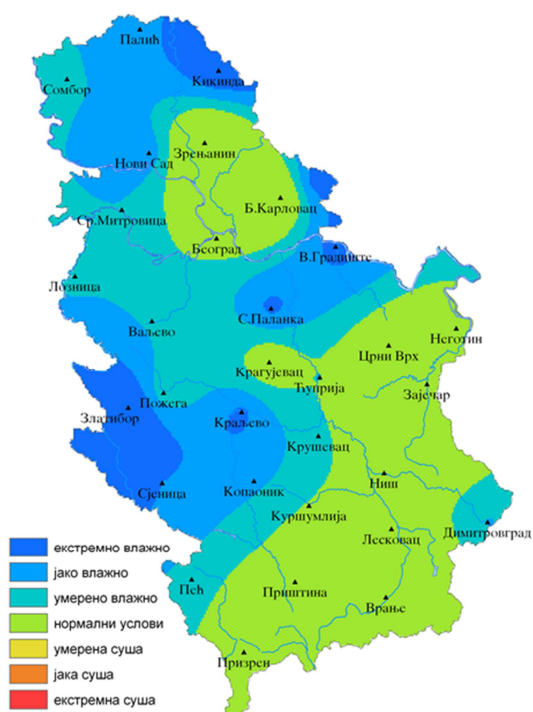 Палић
Кикинда
Сомбор
Зрењанин
Нови Сад
Б.Карловац
Ср.Митровица
Београд
В.Градиште
Лозница
С.Паланка
Ваљево
Неготин
Црни Врх
Крагујевац
Ћуприја
Зајечар
Пожега
Златибор
Краљево
Крушевац
Ниш
Сјеница
Копаоник
Куршумлија
Лесковац
Димитровград
екстремно влажно
јако влажно
умерено влажно
Пећ
Приштина
Врање
нормални услови
умерена суша
Призрен
јака суша
екстремна суша